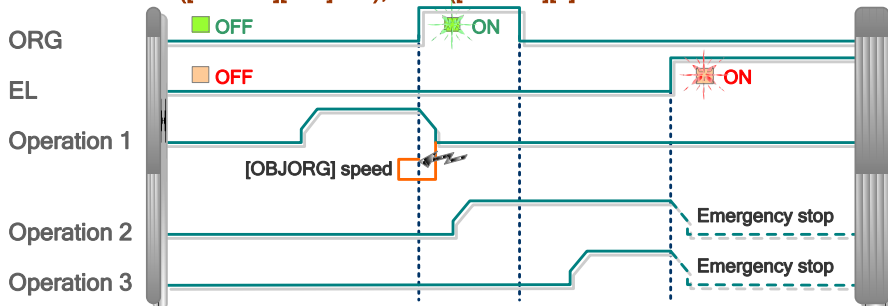 ORG
OFF
ON
EL
OFF
ON
Operation 1
[OBJORG] speed
Operation 2
Emergency stop
Operation 3
Emergency stop